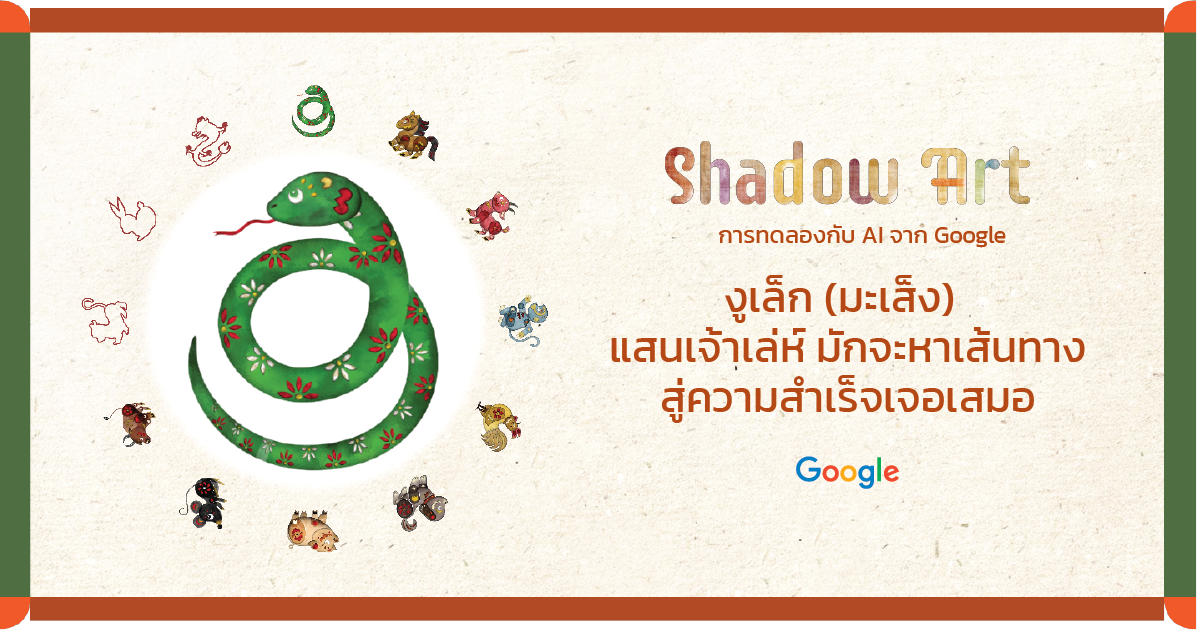 Shadow Art
การทดลองกับ AI จาก Google
งูเล็ก (มะเส็ง)
แสนเจ้าเล่ห์ มักจะหาเส้นทาง
สู่ความสำเร็จเจอเสมอ
Google